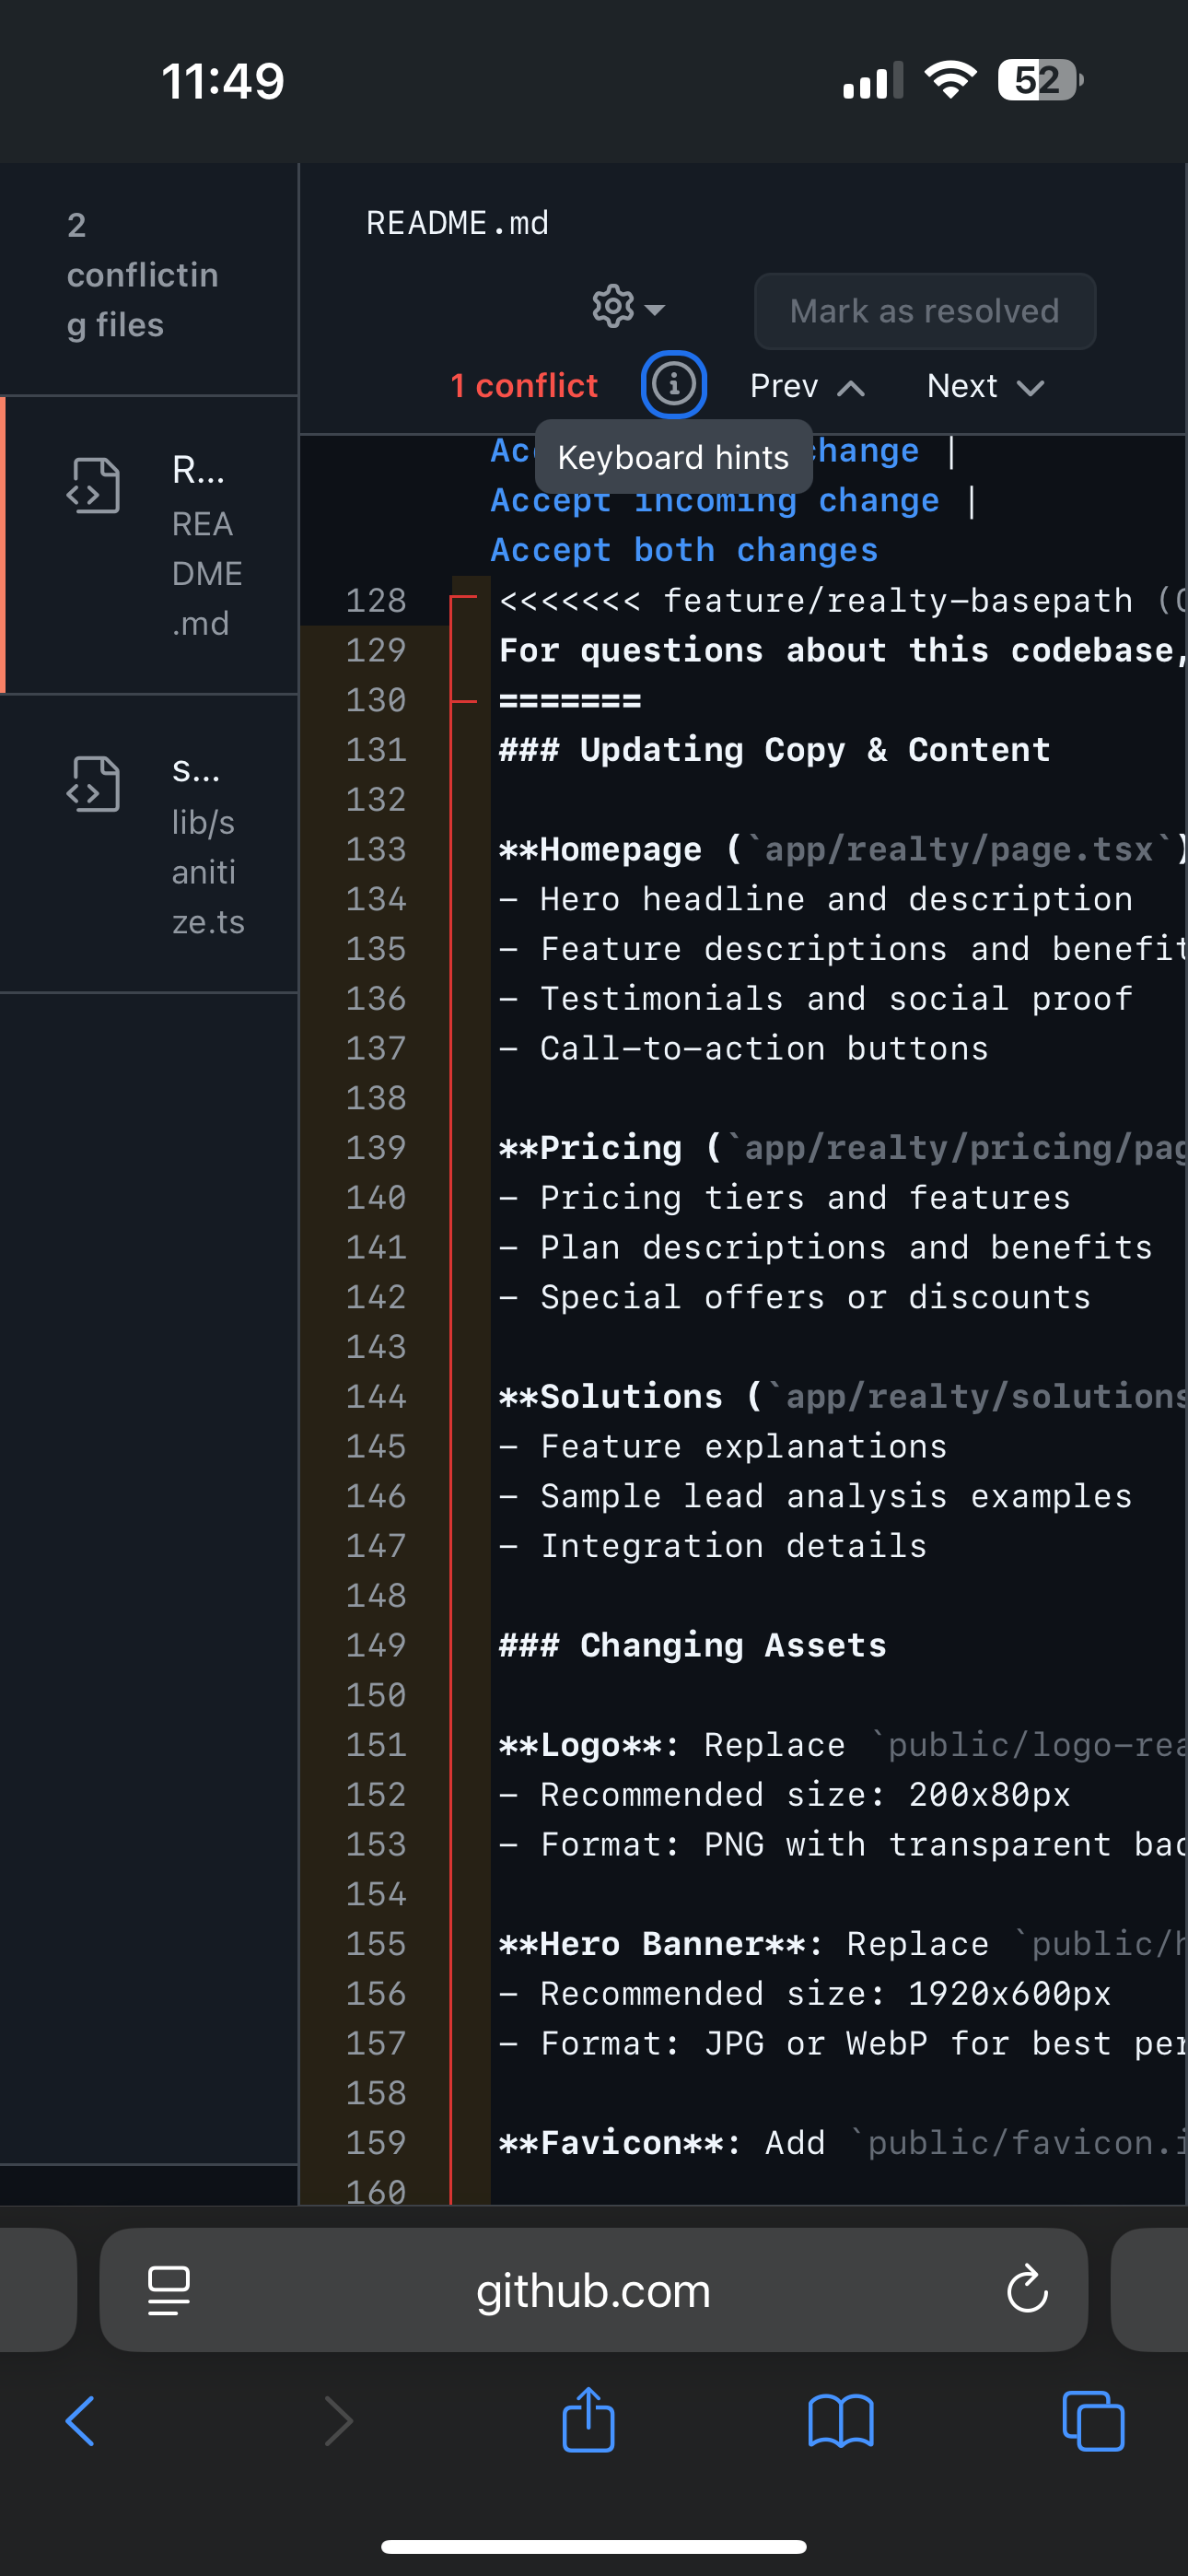 11:49
52
2
conflictin
g files
R...
REA
DME
.md
s...
lib/s
aniti
ze.ts
README.md
Mark as resolved
1 conflict
Prev
Next
Keyboard hints
hange |
Accept incoming change |
Accept both changes
128 <<<<<<< feature/realty-basepath (
129 For questions about this codebase,
130 =======
131 ### Updating Copy & Content
132
133 **Homepage (`app/realty/page.tsx`)
134 - Hero headline and description
135 - Feature descriptions and benefit
136 - Testimonials and social proof
137 - Call-to-action buttons
138
139 **Pricing (`app/realty/pricing/pag
140 - Pricing tiers and features
141 - Plan descriptions and benefits
142 - Special offers or discounts
143
144 **Solutions (`app/realty/solutions
145 - Feature explanations
146 - Sample lead analysis examples
147 - Integration details
148
149 ### Changing Assets
150
151 **Logo**: Replace `public/logo-rea
152 - Recommended size: 200x80px
153 - Format: PNG with transparent bac
154
155 **Hero Banner**: Replace `public/h
156 - Recommended size: 1920x600px
157 - Format: JPG or WebP for best per
158
159 **Favicon**: Add `public/favicon.i
160
github.com